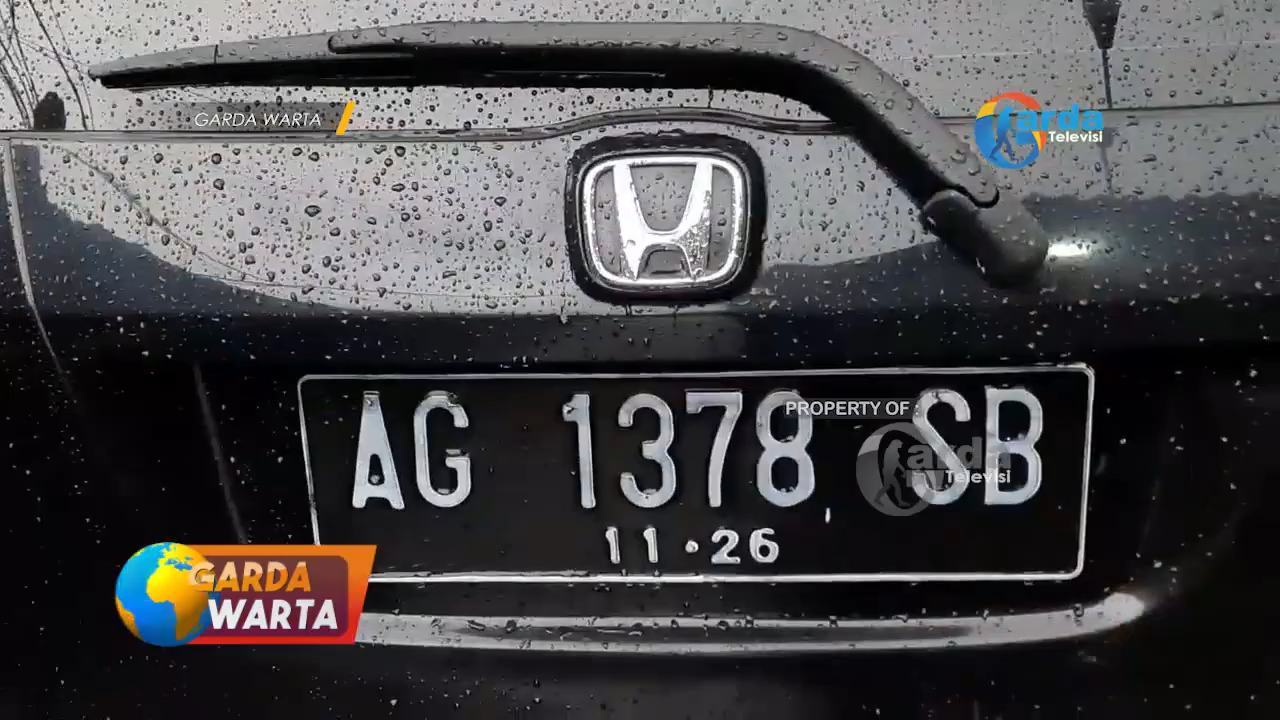 GARDA WARTA
Garda
Televisi
AG 1378 SB
PROPERTY OF :
Garda
Televisi
11·26
GARDA
WARTA